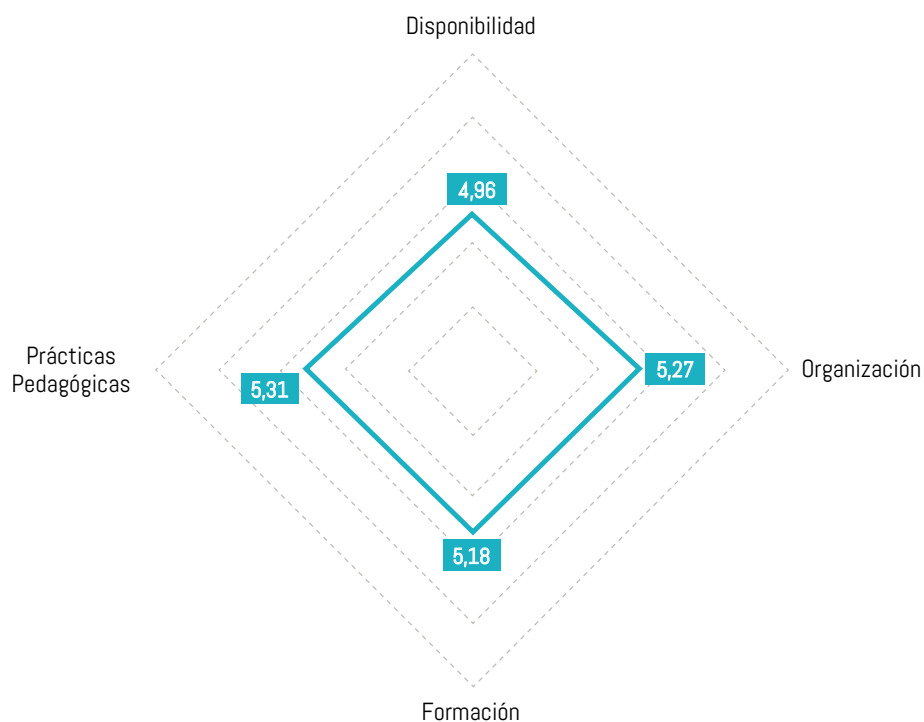 Disponibilidad
4,96
Prácticas
Pedagógicas
5,31
5,27
Organización
5,18
Formación